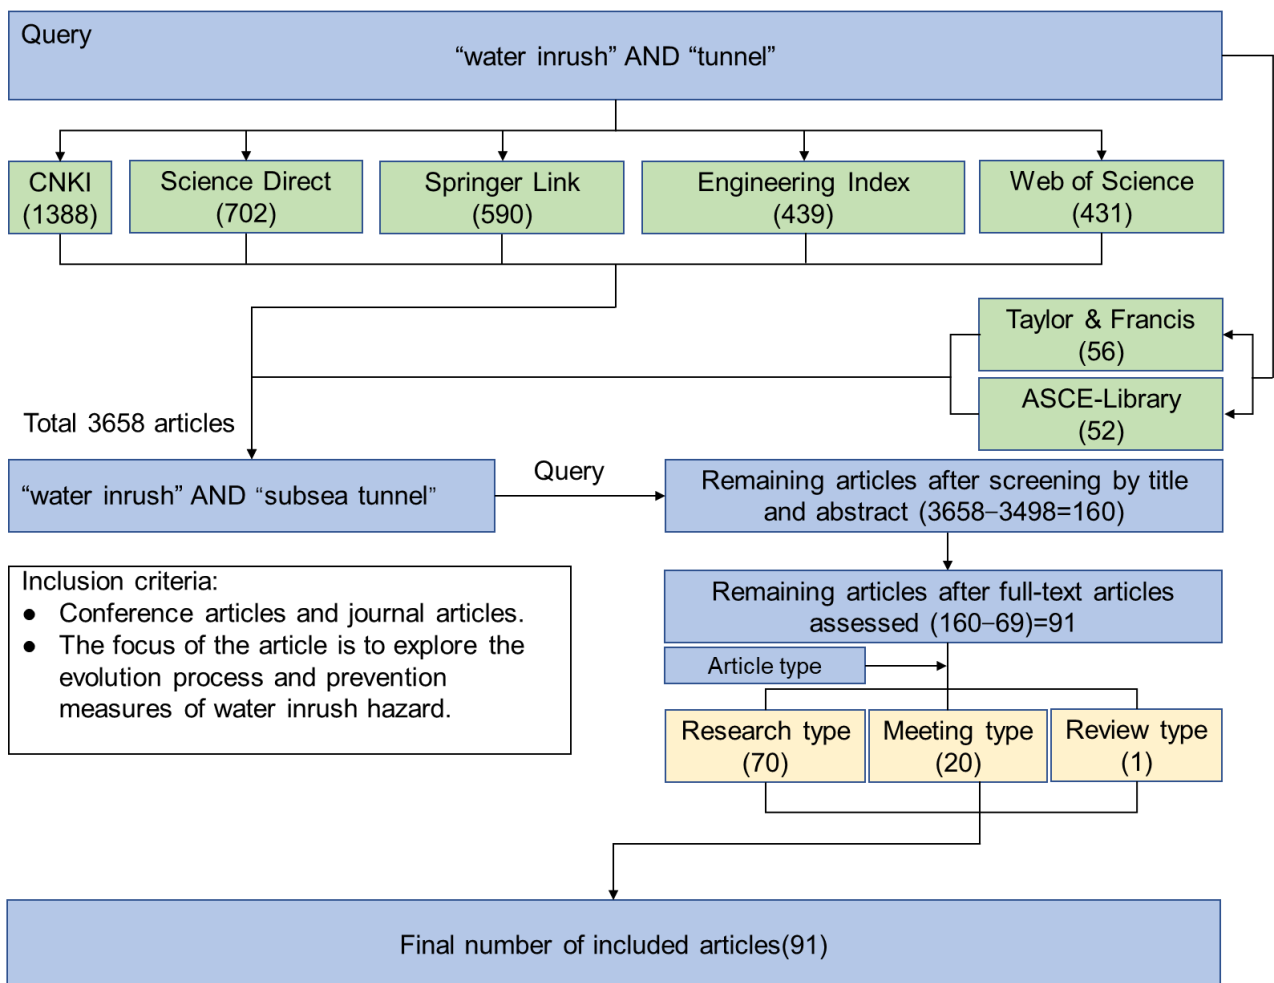 Query
“water inrush” AND “tunnel”
CNKI
(1388)
Science Direct
(702)
Springer Link
(590)
Engineering Index
(439)
Web of Science
(431)
Taylor & Francis
(56)
ASCE-Library
(52)
Total 3658 articles
“water inrush” AND “subsea tunnel”
Query
Remaining articles after screening by title
and abstract (3658−3498=160)
Inclusion criteria:
● Conference articles and journal articles.
● The focus of the article is to explore the
evolution process and prevention
measures of water inrush hazard.
Remaining articles after full-text articles
assessed (160−69)=91
Article type
Research type
(70)
Meeting type
(20)
Review type
(1)
Final number of included articles(91)